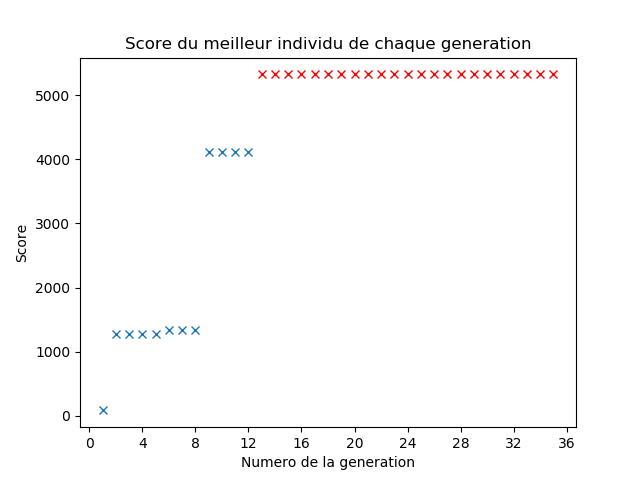 Score du meilleur individu de chaque generation
5000
4000
3000
2000
1000
0
Score
0 4 8 12 16 20 24 28 32 36
Numero de la generation